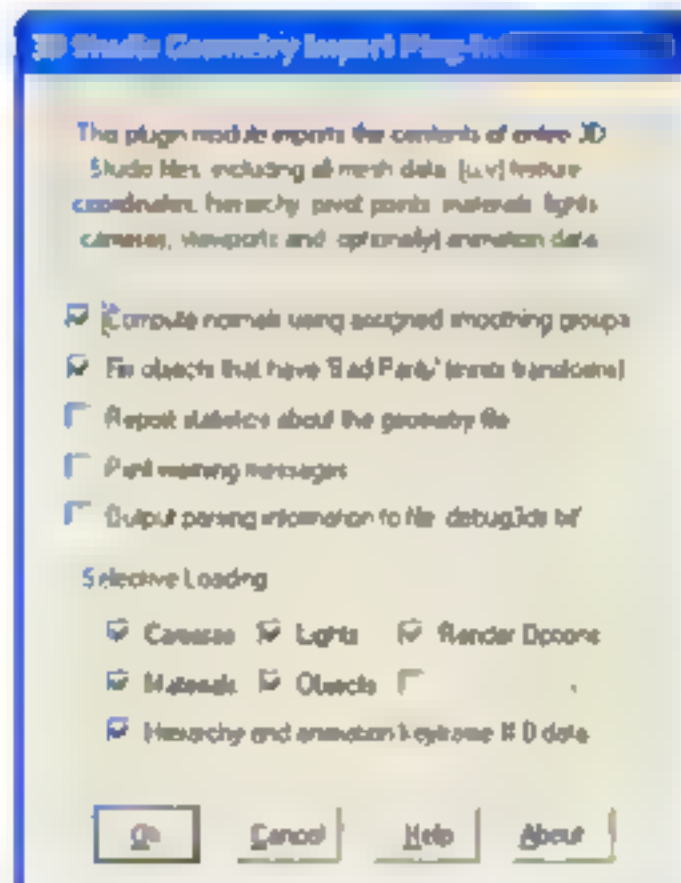 3D Studio Geometry Import Plug-In
This plugin module imports the contents of entire 3D
Studio files, including all mesh data, (u,v) texture
coordinates, hierarchy, pivot points, materials, lights
cameras, viewports and (optionally) animation data.
Compute normals using assigned smoothing groups
Fix objects that have 'Bad Parity' (mirror transforms)
Report statistics about the geometry file
Print warning messages
Output parsing information to file 'debug3ds.txt'
Selective Loading
Cameras Lights Render Options
Materials Objects
Hierarchy and animation keyframe data
Ok Cancel Help About